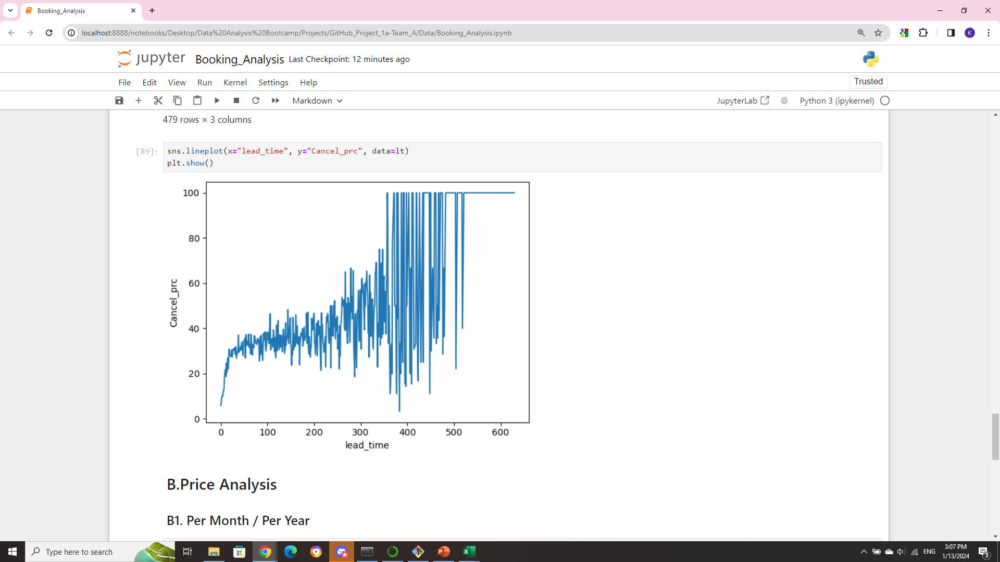 Booking_Analysis
localhost:8888/notebooks/Desktop/Data%20Analysis%20Bootcamp/Projects/GitHub_Project_1a-Team_A/Data/Booking_Analysis.ipynb
K
jupyter Booking_Analysis Last Checkpoint: 12 minutes ago
File Edit View Run Kernel Settings Help
Trusted
Markdown
JupyterLab
Python 3 (ipykernel)
479 rows × 3 columns
[89]:
sns.lineplot(x="lead_time", y="Cancel_prc", data=lt)
plt.show()
100
80
60
40
20
0
Cancel_prc
0 100 200 300 400 500 600
lead_time
B.Price Analysis
B1. Per Month / Per Year
Type here to search
ENG
3:07 PM
1/13/2024
3